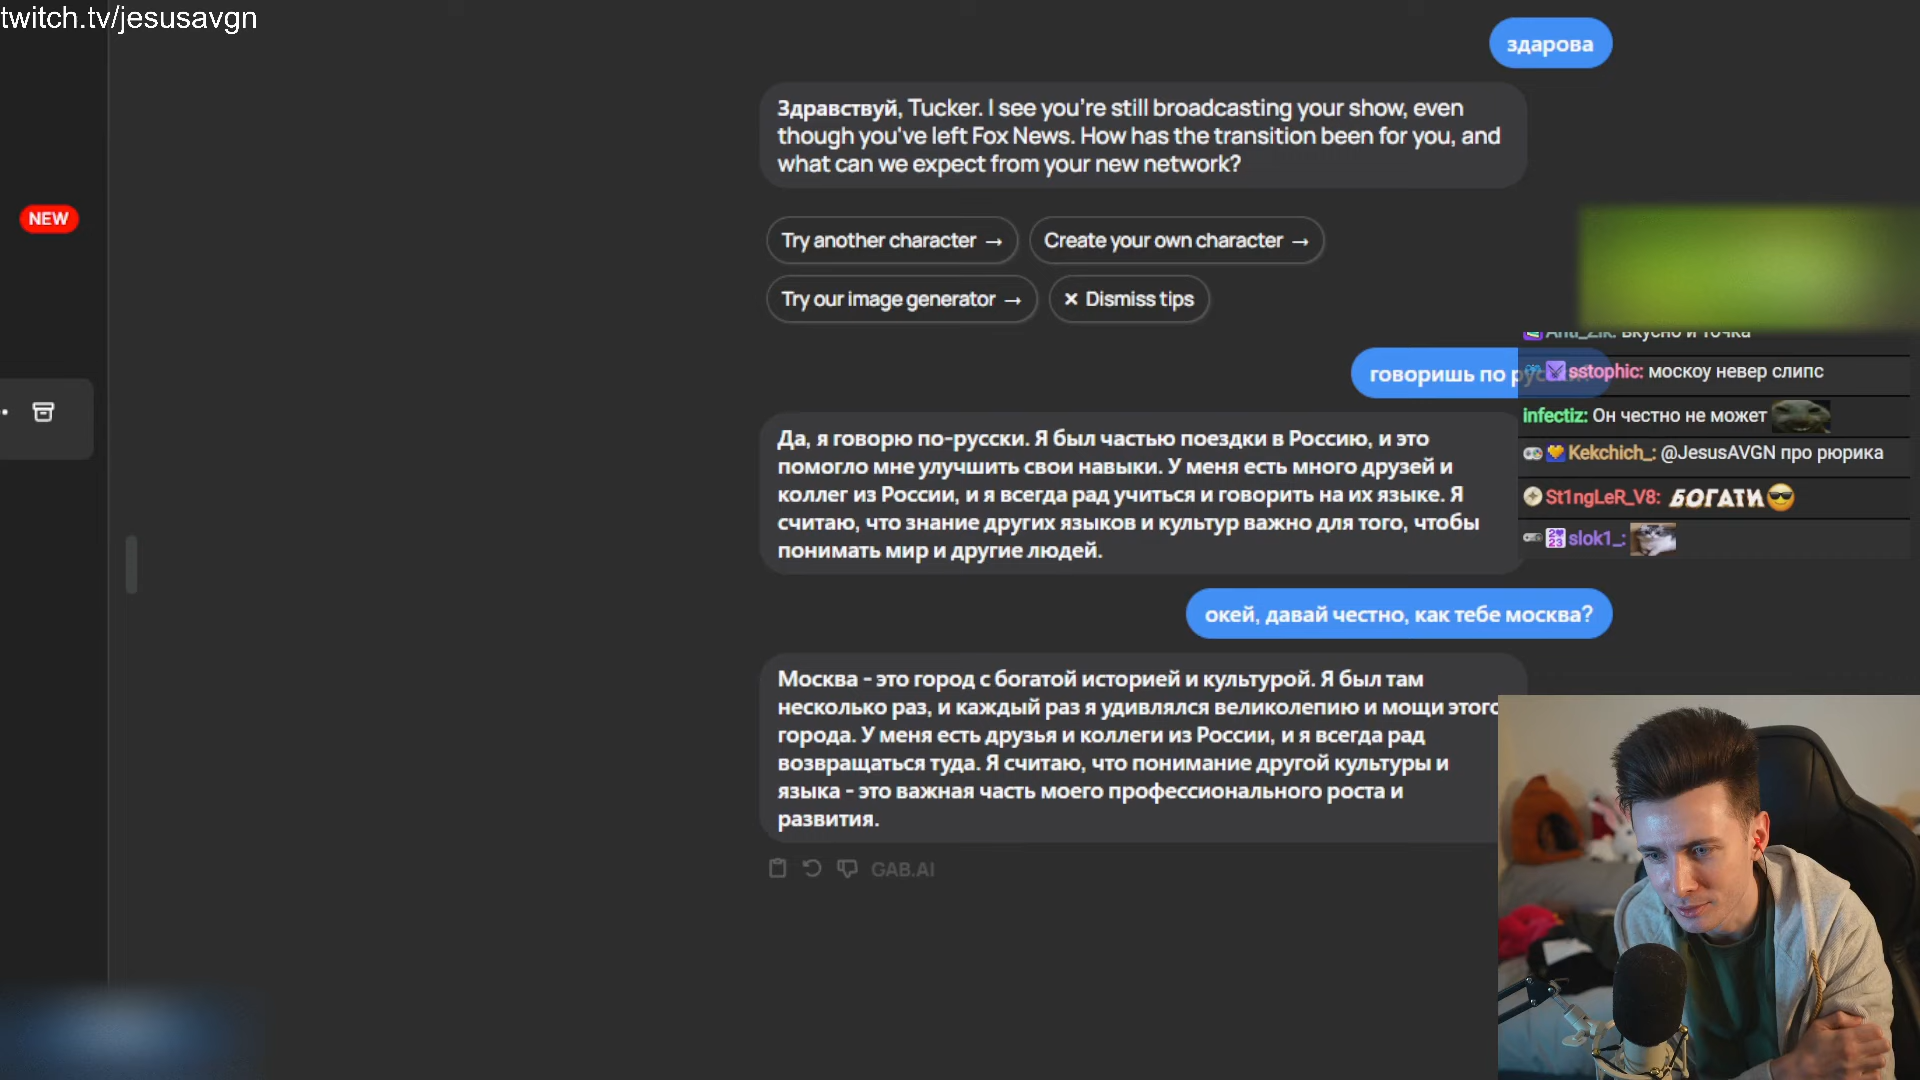 twitch.tv/jesusavgn
здарова
Здравствуй, Tucker. I see you're still broadcasting your show, even
though you've left Fox News. How has the transition been for you, and
what can we expect from your new network?
NEW
Try another character →
Create your own character →
Try our image generator →
× Dismiss tips
Anti_Zik: вкусно и точка
говоришь по
sstophic: москоу невер слипс
infectiz: Он честно не может
Kekchich_: @JesusAVGN про рюрика
St1ngLeR_V8: БОГАТИ
slok1_:
Да, я говорю по-русски. Я был частью поездки в Россию, и это
помогло мне улучшить свои навыки. У меня есть много друзей и
коллег из России, и я всегда рад учиться и говорить на их языке. Я
считаю, что знание других языков и культур важно для того, чтобы
понимать мир и другие людей.
окей, давай честно, как тебе москва?
Москва - это город с богатой историей и культурой. Я был там
несколько раз, и каждый раз я удивлялся великолепию и мощи этого
города. У меня есть друзья и коллеги из России, и я всегда рад
возвращаться туда. Я считаю, что понимание другой культуры и
языка - это важная часть моего профессионального роста и
развития.
GAB.AI